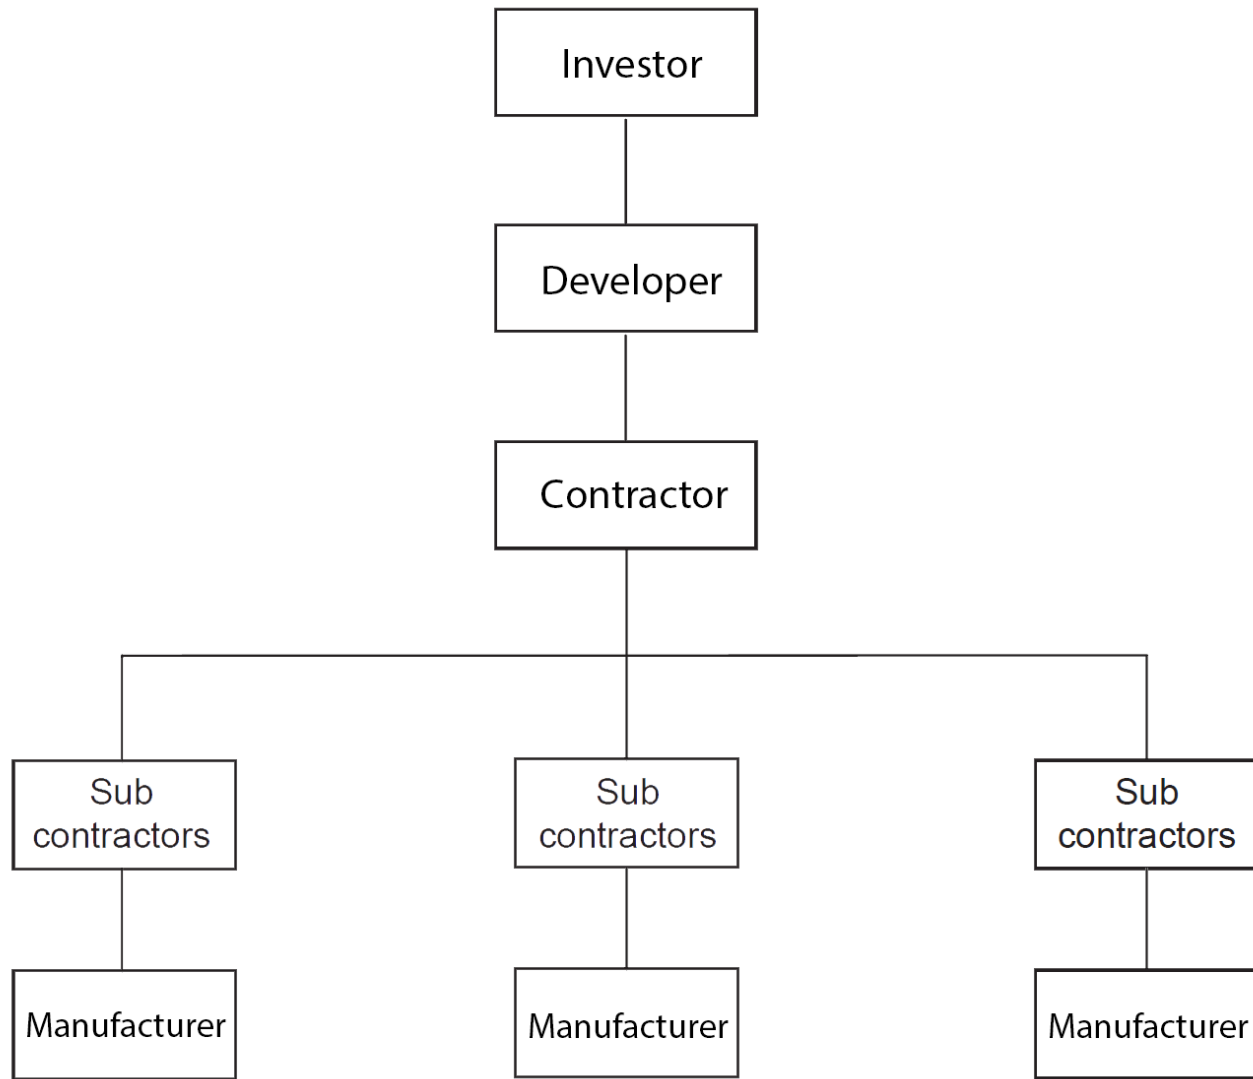 Investor
Developer
Contractor
Sub
contractors
Sub
contractors
Sub
contractors
Manufacturer
Manufacturer
Manufacturer